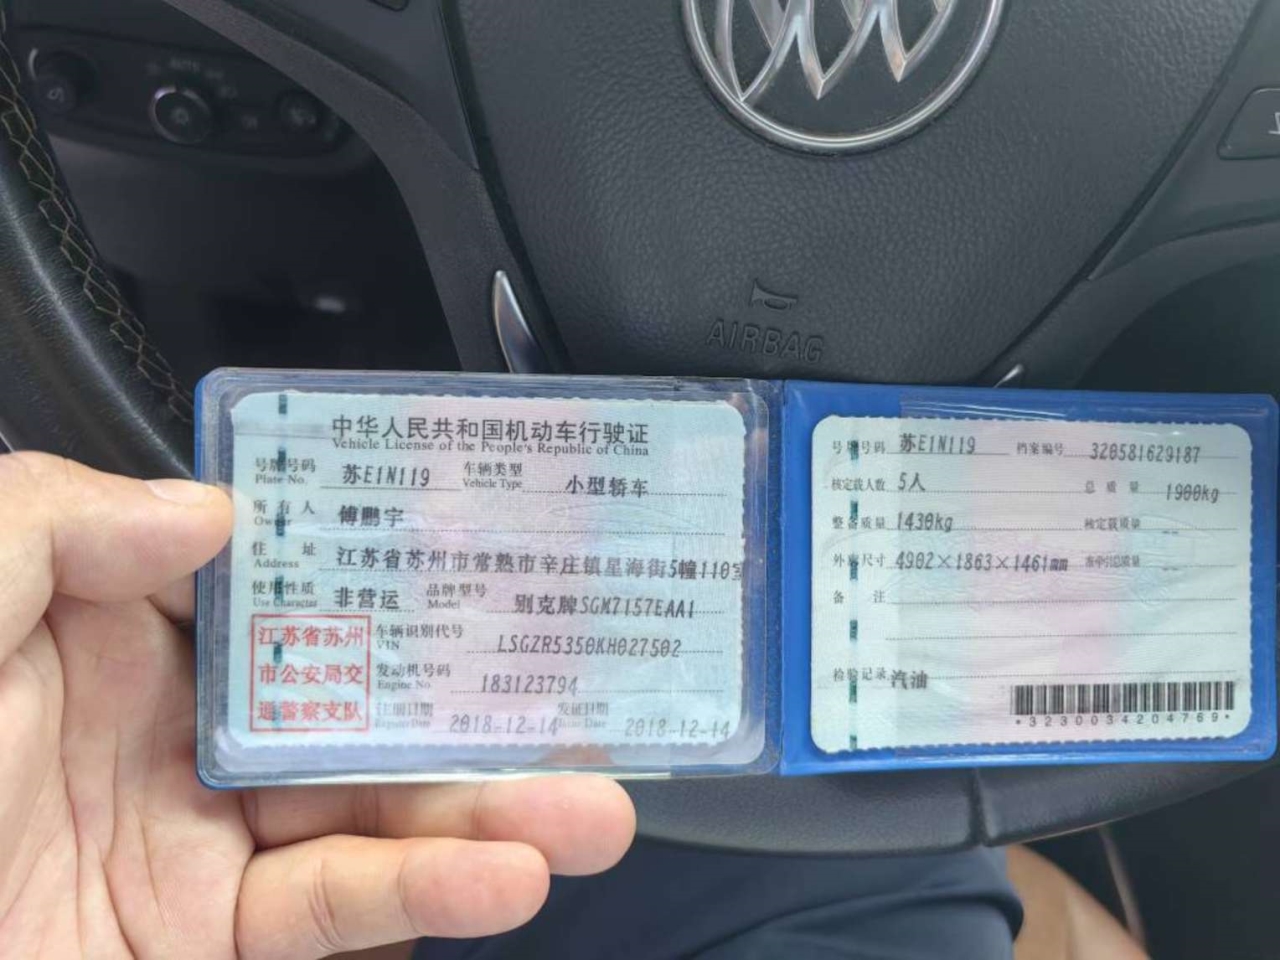 AUTO
AIRBAG
中华人民共和国机动车行驶证
Vehicle License of the People's Republic of China
号牌号码 苏E1N119 车辆类型 小型轿车
Plate No. Vehicle Type
所有人 傅鹏宇
Owner
住址 江苏省苏州市常熟市辛庄镇星海街5幢110室
Address
使用性质 非营运 品牌型号 别克牌SGM7157EAA1
Use Character Model
江苏省苏州
市公安局交
通警察支队
车辆识别代号 LSGZR5350KH027502
VIN
发动机号码 183123794
Engine No.
注册日期 2018-12-14 发证日期 2018-12-14
Register Date Issue Date
号牌号码 苏E1N119 档案编号 320581629187
核定载人数 5人 总质量 1900kg
整备质量 1430kg 核定载质量 --
外廓尺寸 4902×1863×1461mm 准牵引总质量 --
备注
检验记录 汽油
*3230034204769*